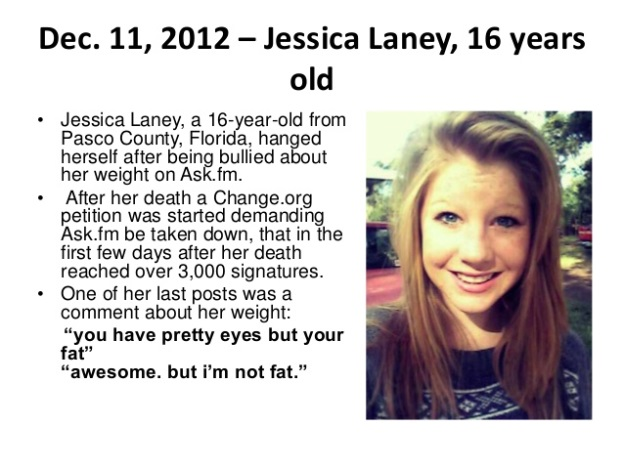 Dec. 11, 2012 – Jessica Laney, 16 years
old
• Jessica Laney, a 16-year-old from
Pasco County, Florida, hanged
herself after being bullied about
her weight on Ask.fm.
• After her death a Change.org
petition was started demanding
Ask.fm be taken down, that in the
first few days after her death
reached over 3,000 signatures.
• One of her last posts was a
comment about her weight:
“you have pretty eyes but your
fat”
“awesome. but i’m not fat.”